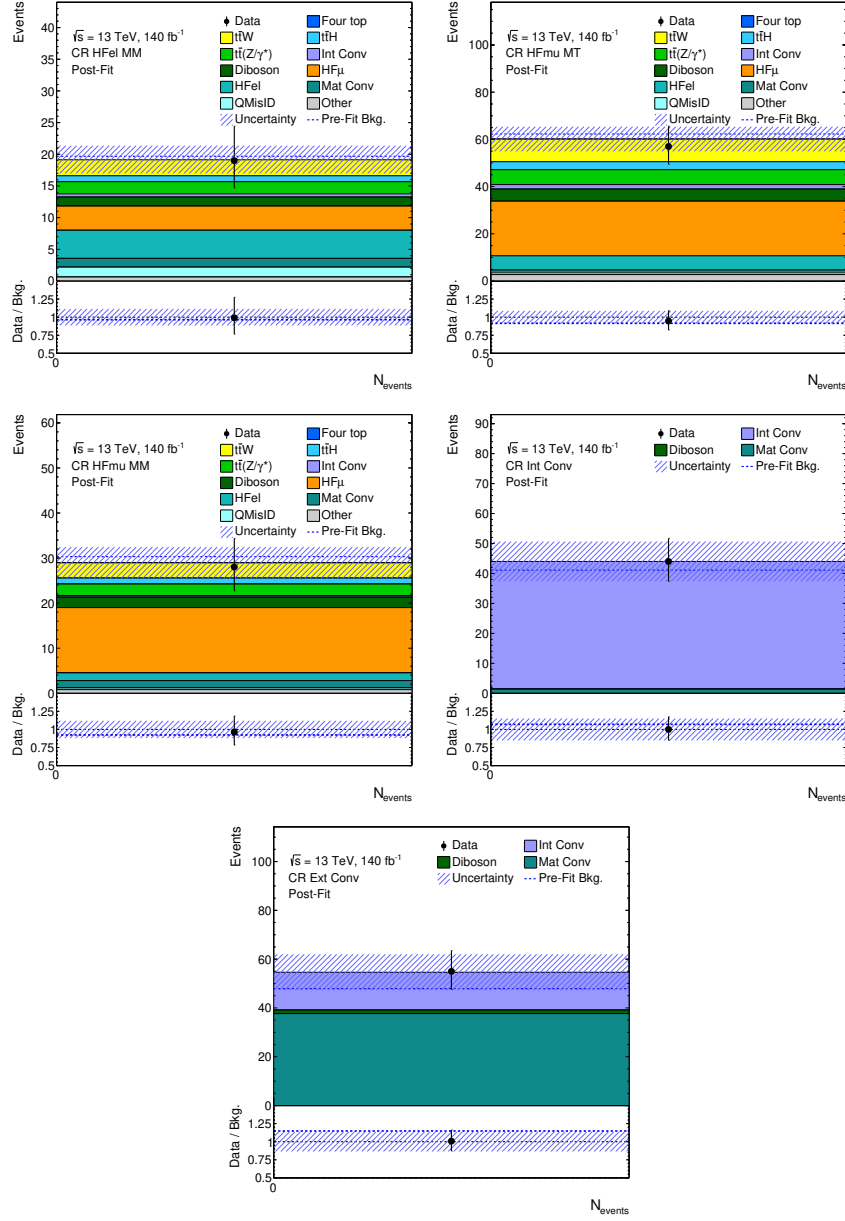 Events
40
35
30
25
20
15
10
5
0
√s = 13 TeV, 140 fb⁻¹
CR HFel MM
Post-Fit
Data
Four top
tt̄W
tt̄H
tt̄(Z/γ*)
Int Conv
Diboson
HFμ
HFel
Mat Conv
QMisID
Other
Uncertainty
Pre-Fit Bkg.
Data / Bkg.
1.25
1
0.75
0.5
0
N_events
Events
100
80
60
40
20
0
√s = 13 TeV, 140 fb⁻¹
CR HFmu MT
Post-Fit
Data
Four top
tt̄W
tt̄H
tt̄(Z/γ*)
Int Conv
Diboson
HFμ
HFel
Mat Conv
QMisID
Other
Uncertainty
Pre-Fit Bkg.
Data / Bkg.
1.25
1
0.75
0.5
0
N_events
Events
60
50
40
30
20
10
0
√s = 13 TeV, 140 fb⁻¹
CR HFmu MM
Post-Fit
Data
Four top
tt̄W
tt̄H
tt̄(Z/γ*)
Int Conv
Diboson
HFμ
HFel
Mat Conv
QMisID
Other
Uncertainty
Pre-Fit Bkg.
Data / Bkg.
1.25
1
0.75
0.5
0
N_events
Events
90
80
70
60
50
40
30
20
10
0
√s = 13 TeV, 140 fb⁻¹
CR Int Conv
Post-Fit
Data
Int Conv
Diboson
Mat Conv
Uncertainty
Pre-Fit Bkg.
Data / Bkg.
1.25
1
0.75
0.5
0
N_events
Events
100
80
60
40
20
0
√s = 13 TeV, 140 fb⁻¹
CR Ext Conv
Post-Fit
Data
Int Conv
Diboson
Mat Conv
Uncertainty
Pre-Fit Bkg.
Data / Bkg.
1.25
1
0.75
0.5
0
N_events